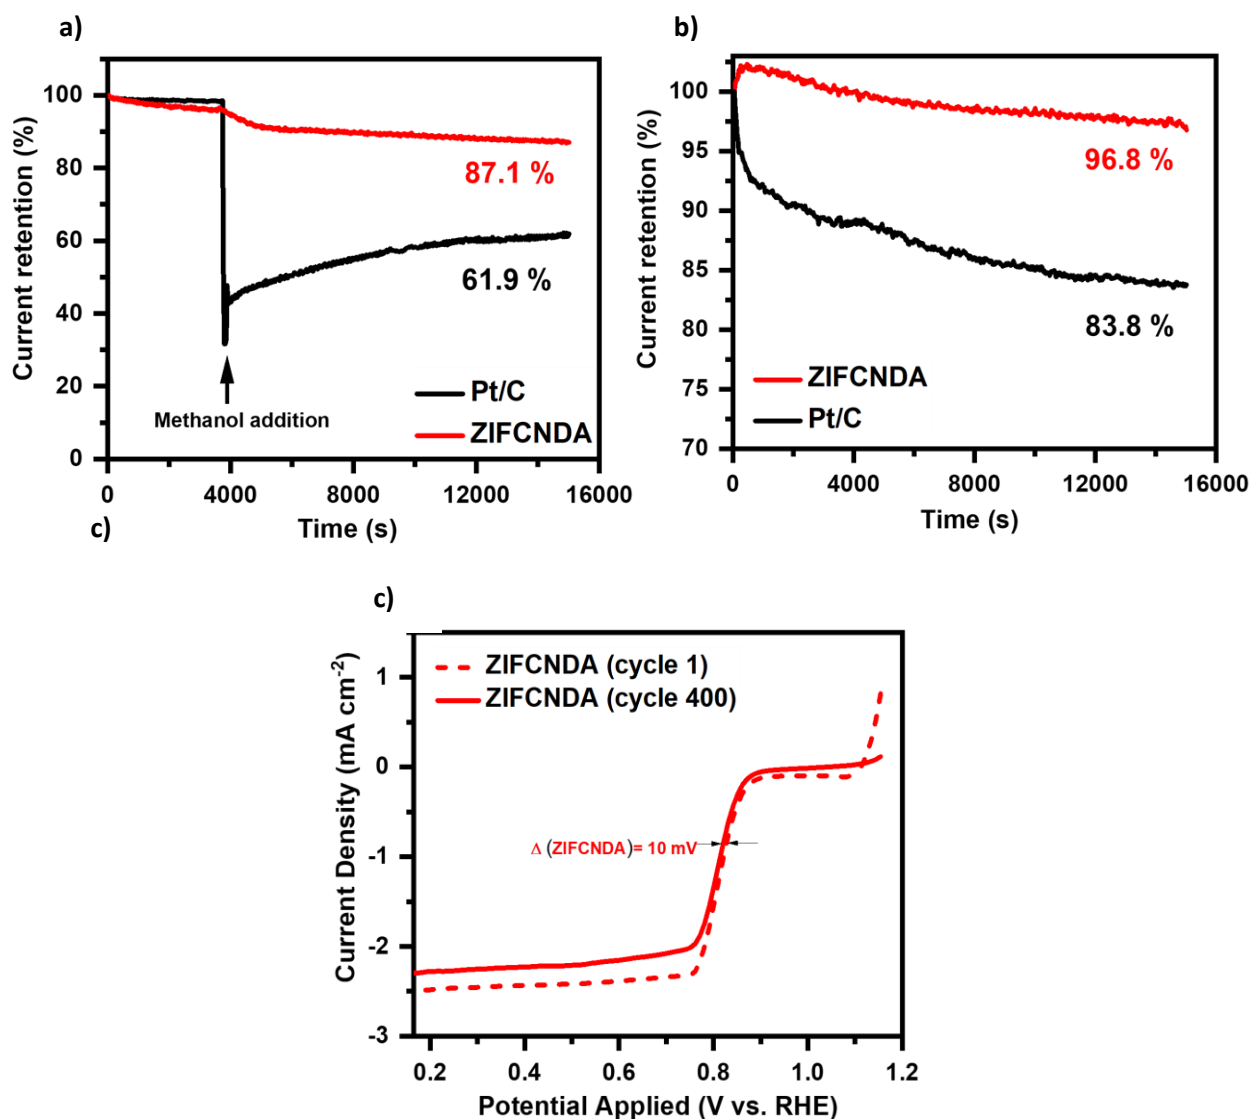 a)
100
80
60
40
20
0
Current retention (%)
87.1 %
61.9 %
Methanol addition
Pt/C
ZIFCNDA
0 4000 8000 12000 16000
Time (s)
b)
100
95
90
85
80
75
70
Current retention (%)
96.8 %
83.8 %
ZIFCNDA
Pt/C
0 4000 8000 12000 16000
Time (s)
c)
c)
1
0
-1
-2
-3
Current Density (mA cm-2)
ZIFCNDA (cycle 1)
ZIFCNDA (cycle 400)
Δ (ZIFCNDA)= 10 mV
0.2 0.4 0.6 0.8 1.0 1.2
Potential Applied (V vs. RHE)